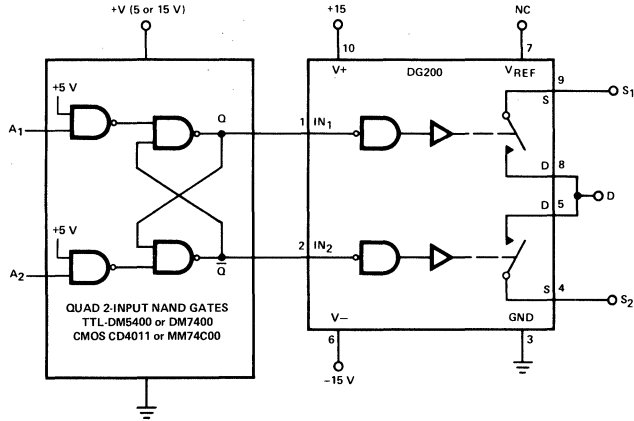 +V (5 or 15 V)
+15
NC
10
7
V+
DG200
VREF
+5 V
9
S
S1
A1
Q
1
IN1
D
8
D
D
5
+5 V
2
IN2
Q̅
A2
S
4
S2
QUAD 2-INPUT NAND GATES
TTL-DM5400 or DM7400
CMOS CD4011 or MM74C00
V−
GND
6
3
−15 V